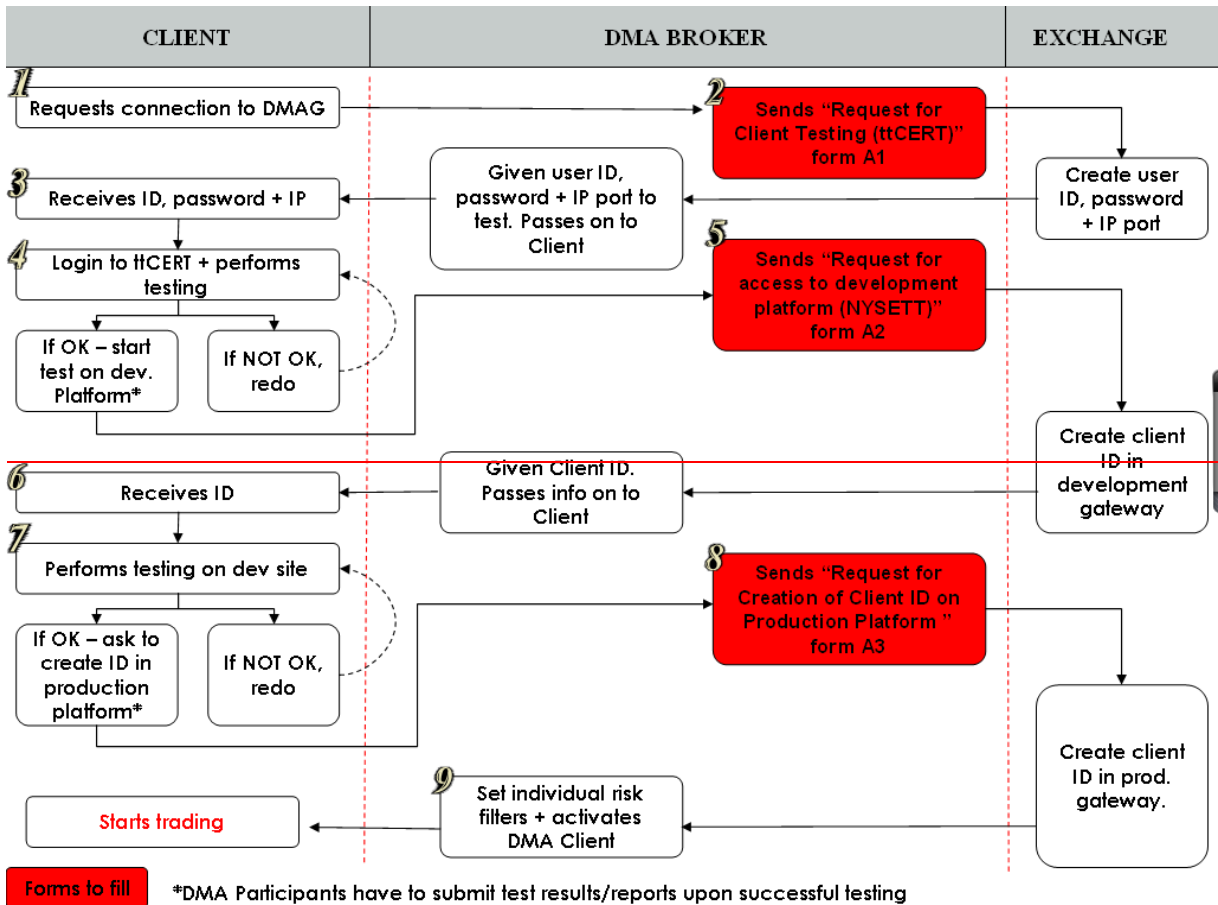 CLIENT
DMA BROKER
EXCHANGE
1
Requests connection to DMAG
2
Sends “Request for
Client Testing (ttCERT)”
form A1
Create user
ID, password
+ IP port
Given user ID,
password + IP port to
test. Passes on to
Client
3
Receives ID, password + IP
4
Login to ttCERT + performs
testing
If OK – start
test on dev.
Platform*
If NOT OK,
redo
5
Sends “Request for
access to development
platform (NYSETT)”
form A2
Create client
ID in
development
gateway
Given Client ID.
Passes info on to
Client
6
Receives ID
7
Performs testing on dev site
If OK – ask to
create ID in
production
platform*
If NOT OK,
redo
8
Sends “Request for
Creation of Client ID on
Production Platform ”
form A3
Create client
ID in prod.
gateway.
9
Set individual risk
filters + activates
DMA Client
Starts trading
Forms to fill
*DMA Participants have to submit test results/reports upon successful testing